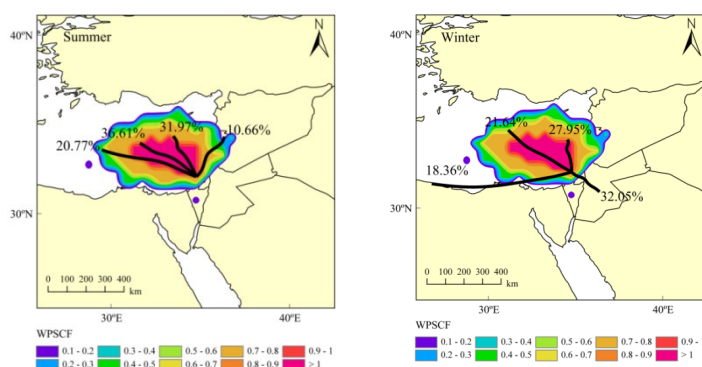 40°N
Summer
N
31.97%
10.66%
36.61%
20.77%
30°N
0 100 200 300 400
km
30°E
40°E
WPSCF
0.1 - 0.2
0.3 - 0.4
0.5 - 0.6
0.7 - 0.8
0.9 - 1
0.2 - 0.3
0.4 - 0.5
0.6 - 0.7
0.8 - 0.9
> 1
40°N
Winter
N
21.64%
27.95%
18.36%
32.05%
30°N
0 100 200 300 400
km
30°E
40°E
WPSCF
0.1 - 0.2
0.3 - 0.4
0.5 - 0.6
0.7 - 0.8
0.9 -
0.2 - 0.3
0.4 - 0.5
0.6 - 0.7
0.8 - 0.9
> 1